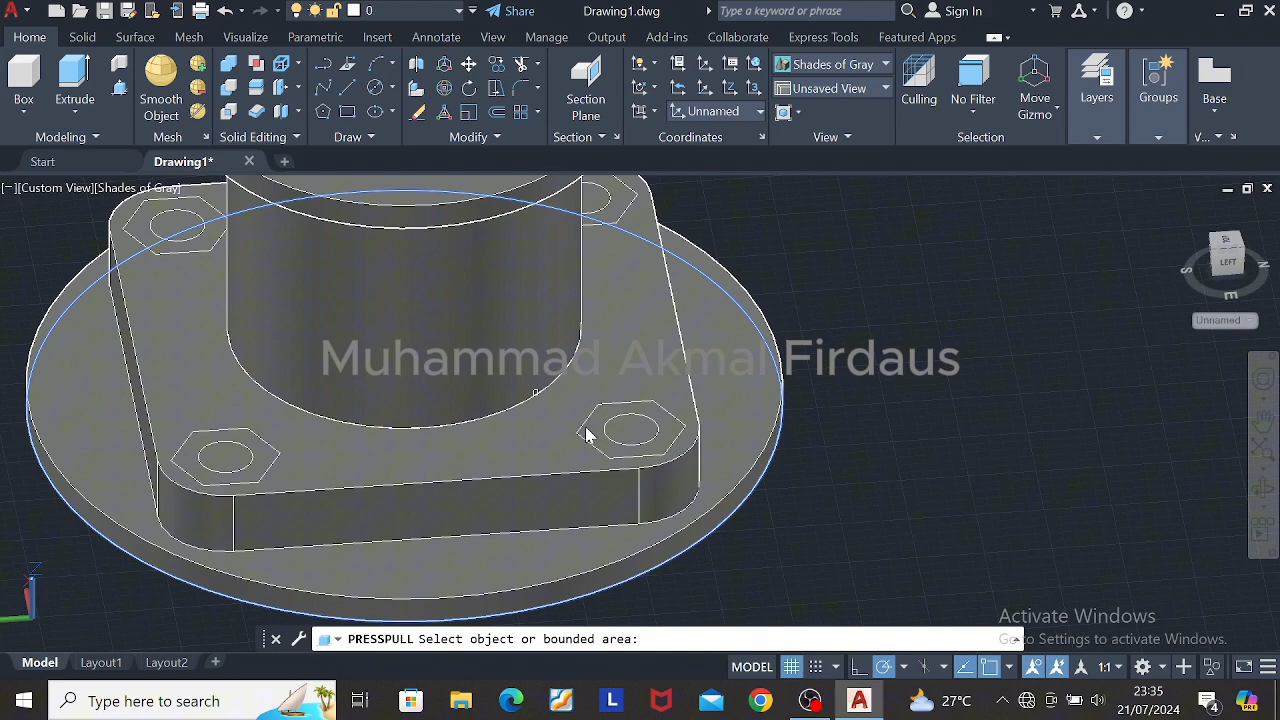 Share
Drawing1.dwg
Type a keyword or phrase
Sign In
0
Home Solid Surface Mesh Visualize Parametric Insert Annotate View Manage Output Add-ins Collaborate Express Tools Featured Apps
Box
Extrude
Smooth
Object
Section
Plane
Shades of Gray
Unsaved View
Unnamed
Culling
No Filter
Move
Gizmo
Layers
Groups
Base
Modeling
Mesh
Solid Editing
Draw
Modify
Section
Coordinates
View
Selection
V...
Start
Drawing1*
[−][Custom View][Shades of Gray]
LEFT
S
N
E
Unnamed
Muhammad Akmal Firdaus
Z
Activate Windows
Go to Settings to activate Windows.
PRESSPULL Select object or bounded area:
Model Layout1 Layout2
MODEL
1:1
Type here to search
27°C
23:35
21/07/2024
4